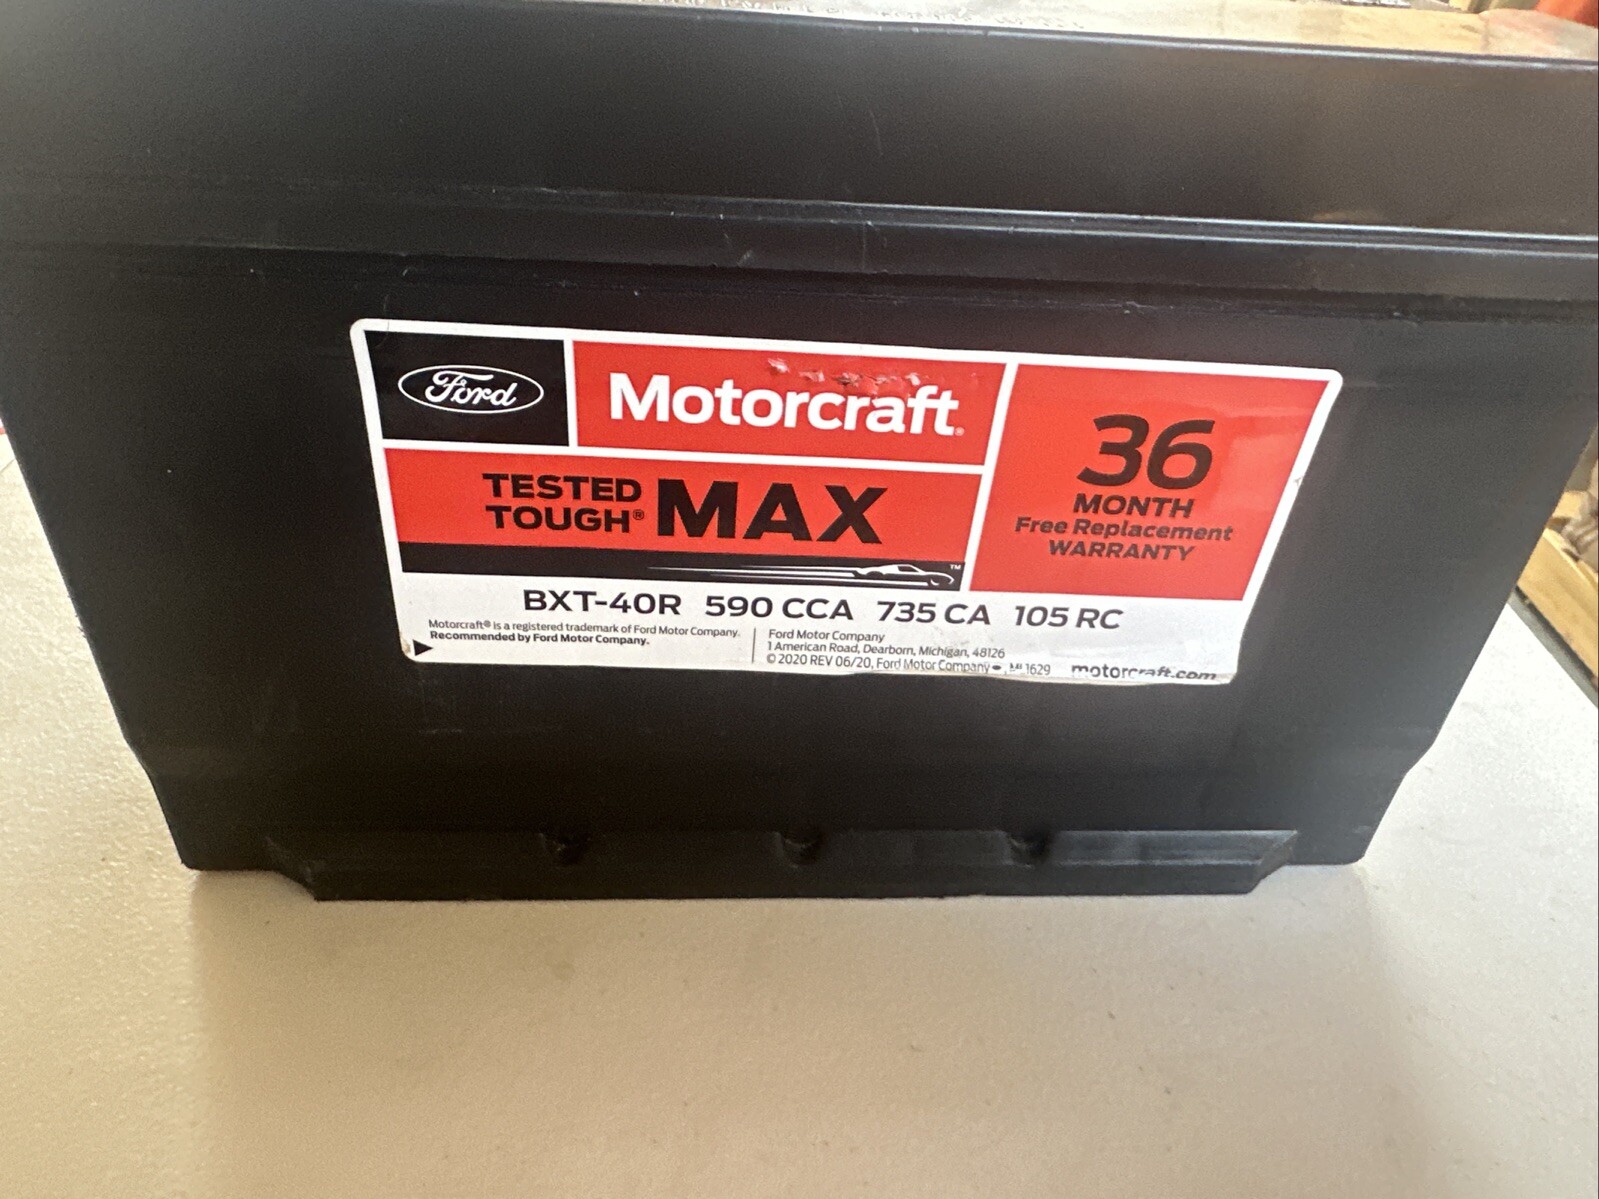 Ford
Motorcraft®
TESTED
TOUGH® MAX
™
36
MONTH
Free Replacement
WARRANTY
BXT-40R 590 CCA 735 CA 105 RC
Motorcraft® is a registered trademark of Ford Motor Company.
Recommended by Ford Motor Company.
Ford Motor Company
1 American Road, Dearborn, Michigan, 48126
© 2020 REV 06/20, Ford Motor Company 1629
motorcraft.com